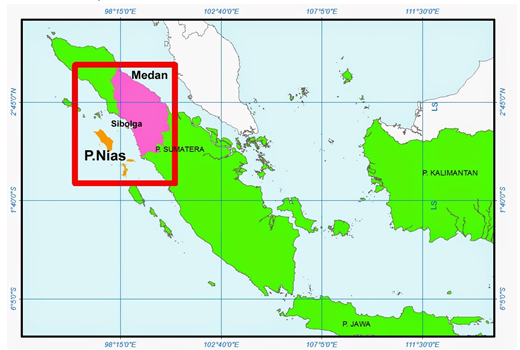 98°15'0"E 102°40'0"E 107°5'0"E 111°30'0"E
Medan
2°45'0"N
2°45'0"N
LS
Sibolga
P. SUMATERA
P.Nias
P. KALIMANTAN
1°40'0"S
1°40'0"S
LS
6°5'0"S
6°5'0"S
P. JAWA
98°15'0"E 102°40'0"E 107°5'0"E 111°30'0"E